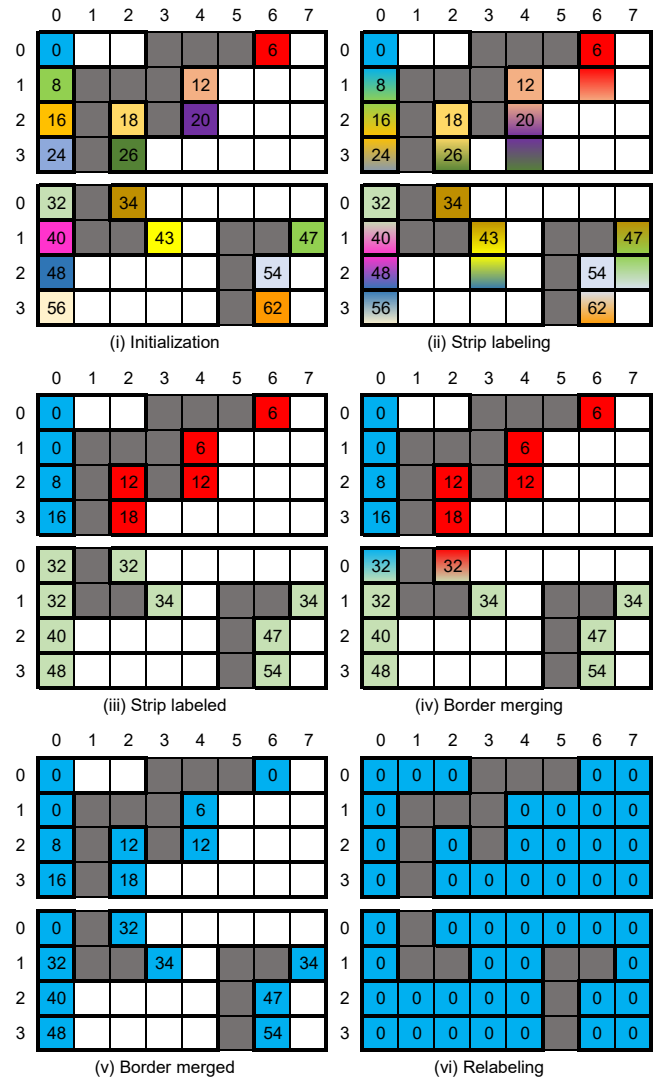 0 1 2 3 4 5 6 7 0 1 2 3 4 5 6 7
0 0 6 0 0 6
1 8 12 1 8 12
2 16 18 20 2 16 18 20
3 24 26 3 24 26
0 32 34 0 32 34
1 40 43 47 1 40 43 47
2 48 54 2 48 54
3 56 62 3 56 62
(i) Initialization (ii) Strip labeling
0 1 2 3 4 5 6 7 0 1 2 3 4 5 6 7
0 0 6 0 0 6
1 0 6 1 0 6
2 8 12 12 2 8 12 12
3 16 18 3 16 18
0 32 32 0 32 32
1 32 34 34 1 32 34 34
2 40 47 2 40 47
3 48 54 3 48 54
(iii) Strip labeled (iv) Border merging
0 1 2 3 4 5 6 7 0 1 2 3 4 5 6 7
0 0 0 0 0 0 0 0 0
1 0 6 1 0 0 0 0 0
2 8 12 12 2 0 0 0 0 0 0
3 16 18 3 0 0 0 0 0 0 0
0 0 32 0 0 0 0 0 0 0 0
1 32 34 34 1 0 0 0 0
2 40 47 2 0 0 0 0 0 0 0
3 48 54 3 0 0 0 0 0 0 0
(v) Border merged (vi) Relabeling